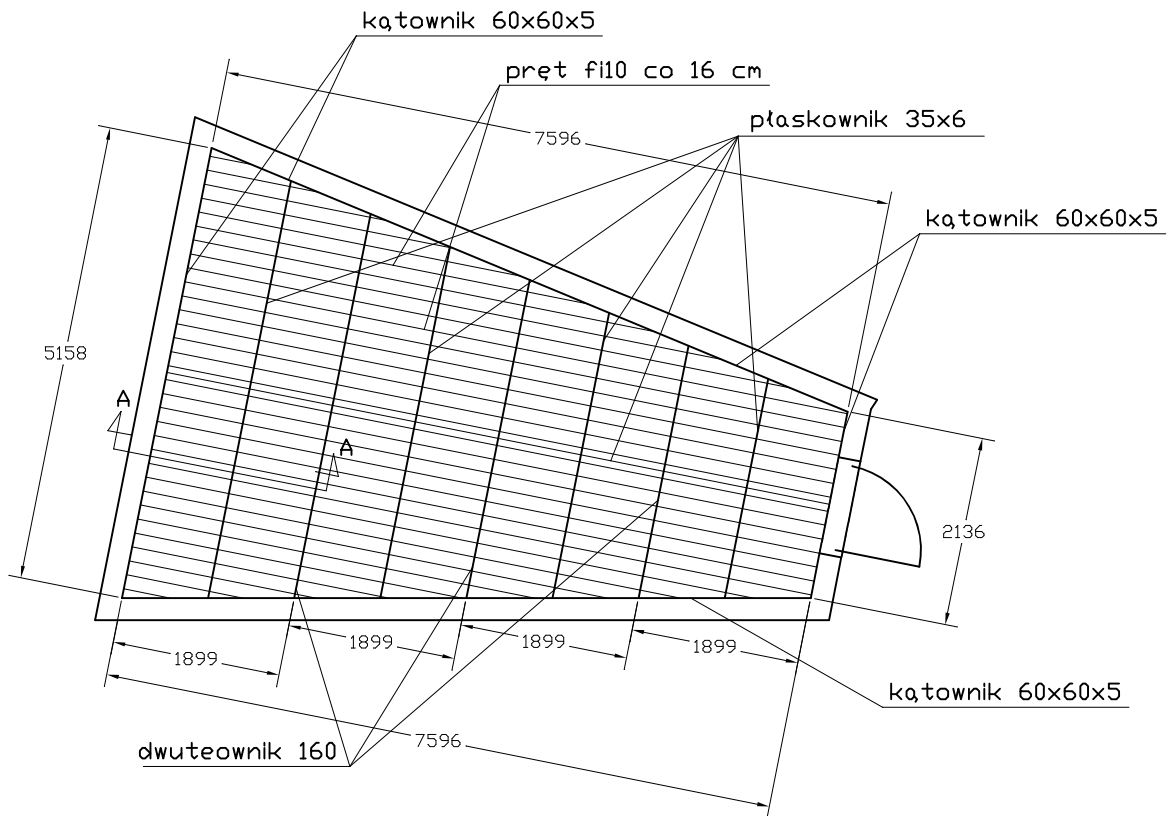 kątownik 60x60x5
pręt fi10 co 16 cm
płaskownik 35x6
7596
kątownik 60x60x5
5158
A
A
2136
1899
1899
1899
1899
kątownik 60x60x5
7596
dwuteownik 160